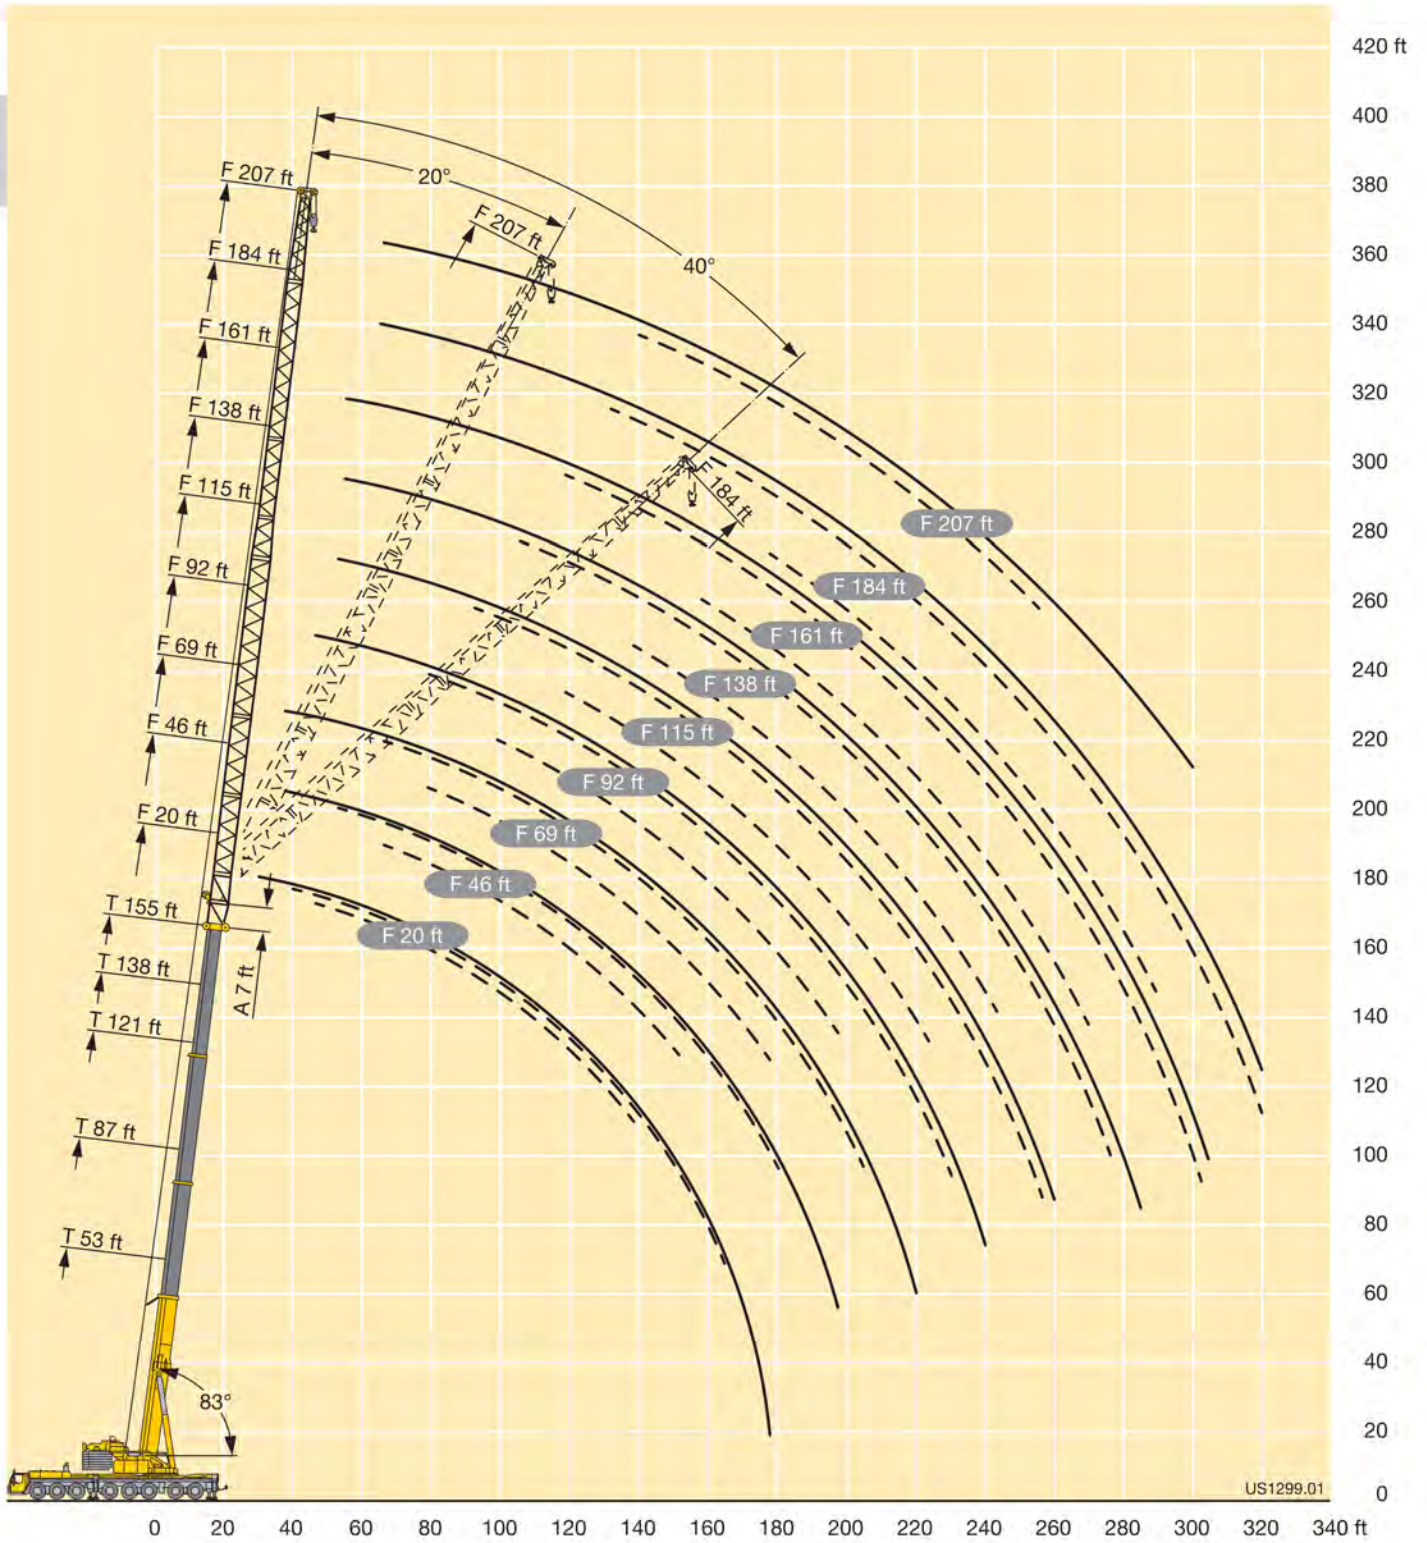 420 ft
400
380
360
340
320
300
280
260
240
220
200
180
160
140
120
100
80
60
40
20
0
20°
40°
F 207 ft
F 184 ft
F 161 ft
F 138 ft
F 115 ft
F 92 ft
F 69 ft
F 46 ft
F 20 ft
T 155 ft
T 138 ft
T 121 ft
T 87 ft
T 53 ft
A 7 ft
83°
F 207 ft
F 184 ft
F 207 ft
F 184 ft
F 161 ft
F 138 ft
F 115 ft
F 92 ft
F 69 ft
F 46 ft
F 20 ft
US1299.01
0 20 40 60 80 100 120 140 160 180 200 220 240 260 280 300 320 340 ft